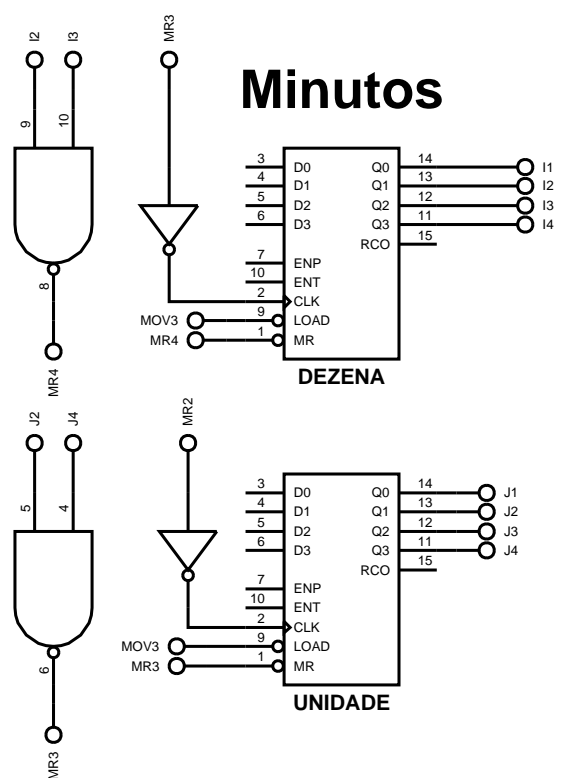 I2 I3 MR3
Minutos
9 10
3 D0 Q0 14 I1
4 D1 Q1 13 I2
5 D2 Q2 12 I3
6 D3 Q3 11 I4
RCO 15
7 ENP
10 ENT
2 CLK
MOV3 9 LOAD
MR4 1 MR
8
MR4
DEZENA
J2 J4 MR2
5 4
3 D0 Q0 14 J1
4 D1 Q1 13 J2
5 D2 Q2 12 J3
6 D3 Q3 11 J4
RCO 15
7 ENP
10 ENT
2 CLK
MOV3 9 LOAD
MR3 1 MR
6
MR3
UNIDADE